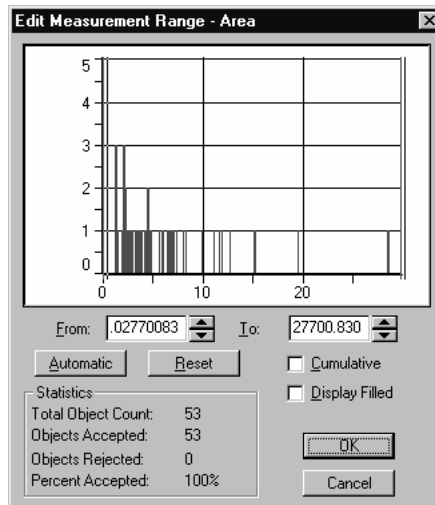 Edit Measurement Range - Area
5
4
3
2
1
0
0 10 20
From: .02770083 To: 27700.830
Automatic Reset Cumulative
Statistics Display Filled
Total Object Count: 53
Objects Accepted: 53
Objects Rejected: 0
Percent Accepted: 100%
OK
Cancel